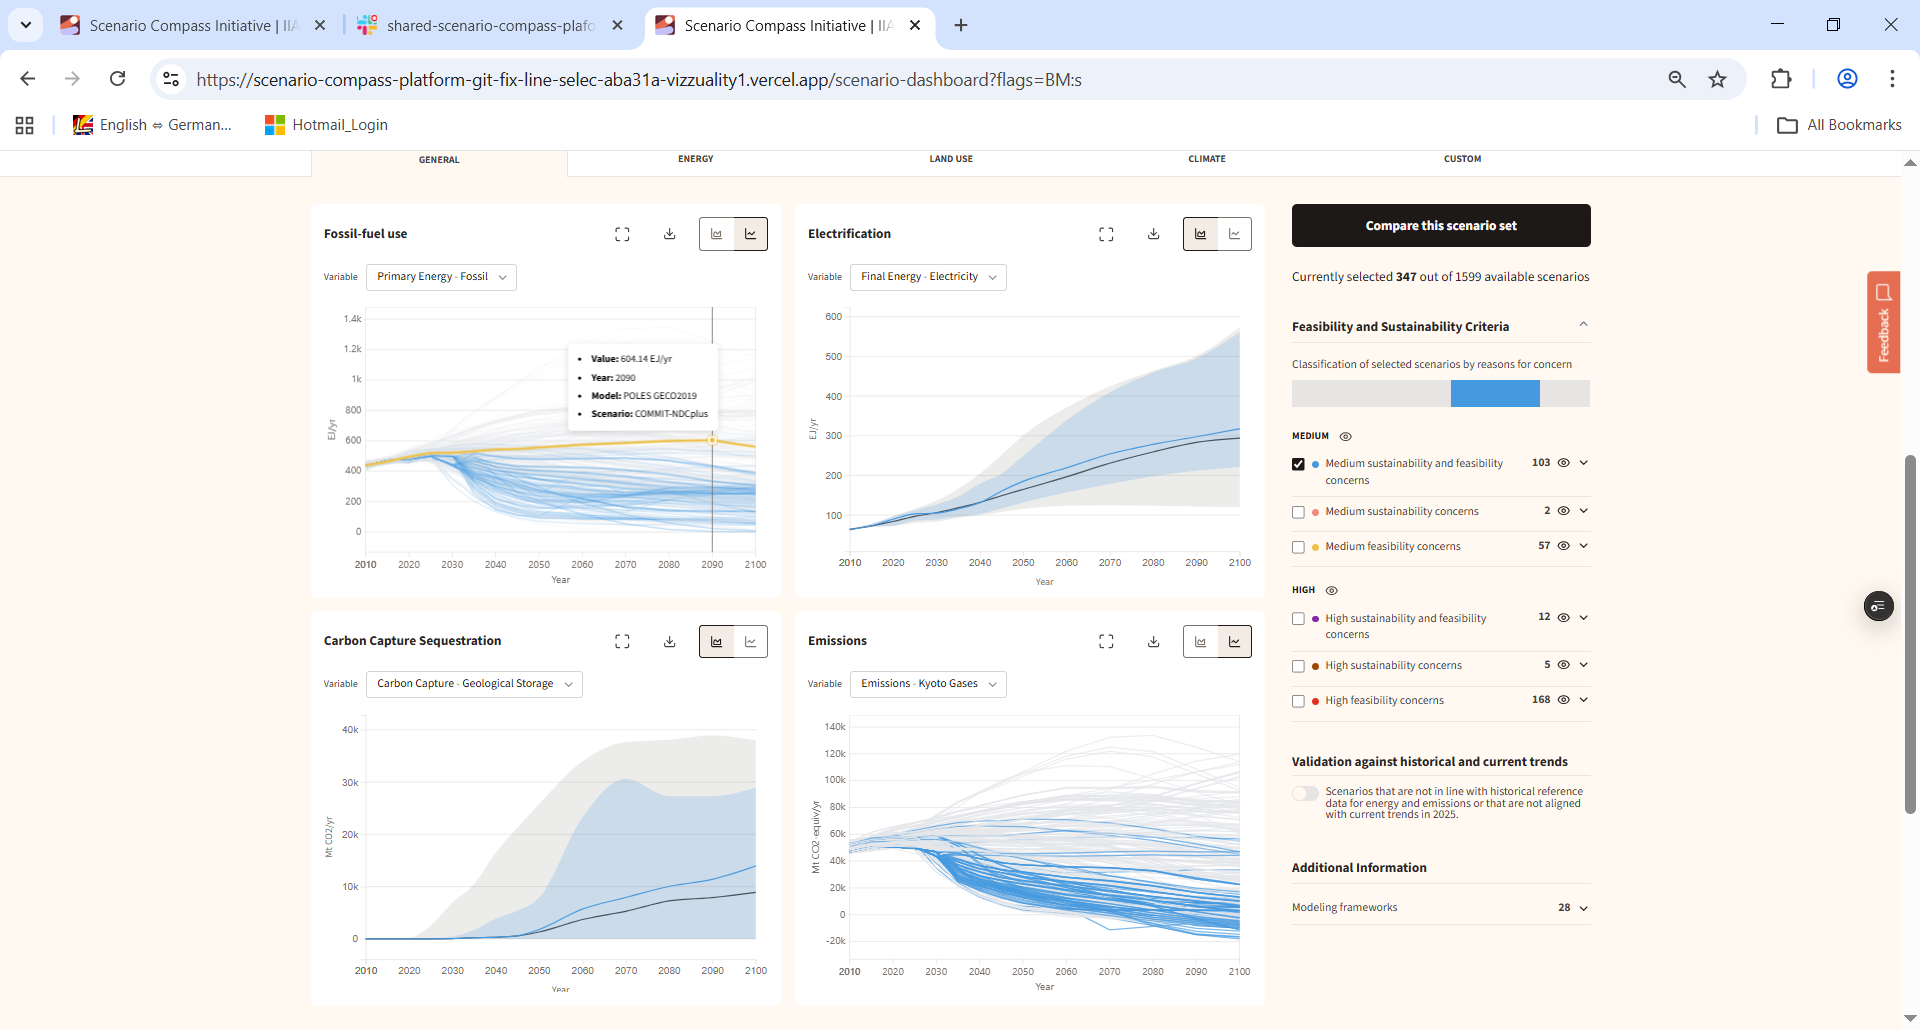 Scenario Compass Initiative | IIA
shared-scenario-compass-plafo
Scenario Compass Initiative | IIA
https://scenario-compass-platform-git-fix-line-selec-aba31a-vizzuality1.vercel.app/scenario-dashboard?flags=BM:s
English ⇔ German...
Hotmail_Login
All Bookmarks
GENERAL
ENERGY
LAND USE
CLIMATE
CUSTOM
Fossil-fuel use
Variable
Primary Energy - Fossil
1.4k
1.2k
1k
800
600
400
200
0
EJ/yr
Value: 604.14 EJ/yr
Year: 2090
Model: POLES GECO2019
Scenario: COMMIT-NDCplus
2010 2020 2030 2040 2050 2060 2070 2080 2090 2100
Year
Electrification
Variable
Final Energy - Electricity
600
500
400
300
200
100
EJ/yr
2010 2020 2030 2040 2050 2060 2070 2080 2090 2100
Year
Carbon Capture Sequestration
Variable
Carbon Capture - Geological Storage
40k
30k
20k
10k
0
Mt CO2/yr
2010 2020 2030 2040 2050 2060 2070 2080 2090 2100
Year
Emissions
Variable
Emissions - Kyoto Gases
140k
120k
100k
80k
60k
40k
20k
0
-20k
Mt CO2-equiv/yr
2010 2020 2030 2040 2050 2060 2070 2080 2090 2100
Year
Compare this scenario set
Currently selected 347 out of 1599 available scenarios
Feasibility and Sustainability Criteria
Classification of selected scenarios by reasons for concern
MEDIUM
Medium sustainability and feasibility
concerns
103
Medium sustainability concerns
2
Medium feasibility concerns
57
HIGH
High sustainability and feasibility
concerns
12
High sustainability concerns
5
High feasibility concerns
168
Validation against historical and current trends
Scenarios that are not in line with historical reference
data for energy and emissions or that are not aligned
with current trends in 2025.
Additional Information
Modeling frameworks
28
Feedback